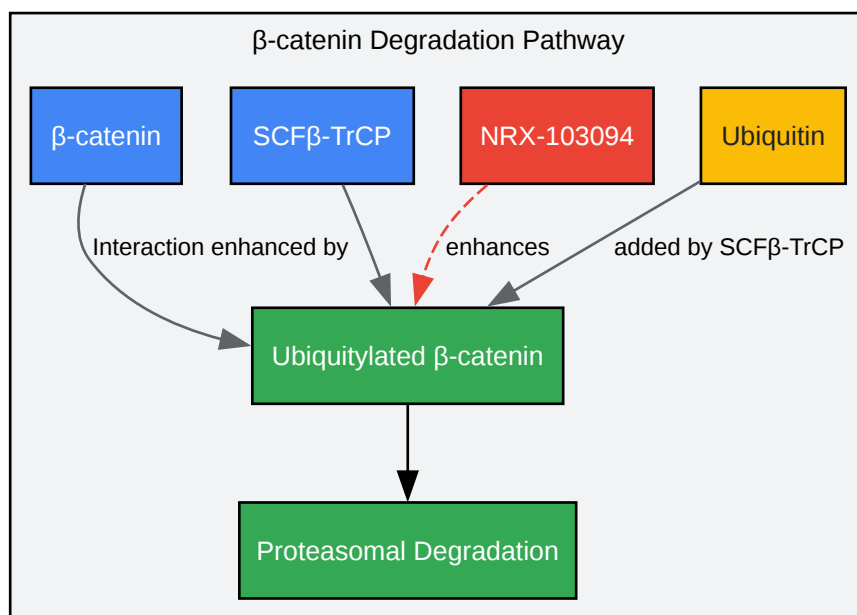 β-catenin Degradation Pathway
β-catenin
SCFβ-TrCP
NRX-103094
Ubiquitin
Interaction enhanced by
enhances
added by SCFβ-TrCP
Ubiquitylated β-catenin
Proteasomal Degradation